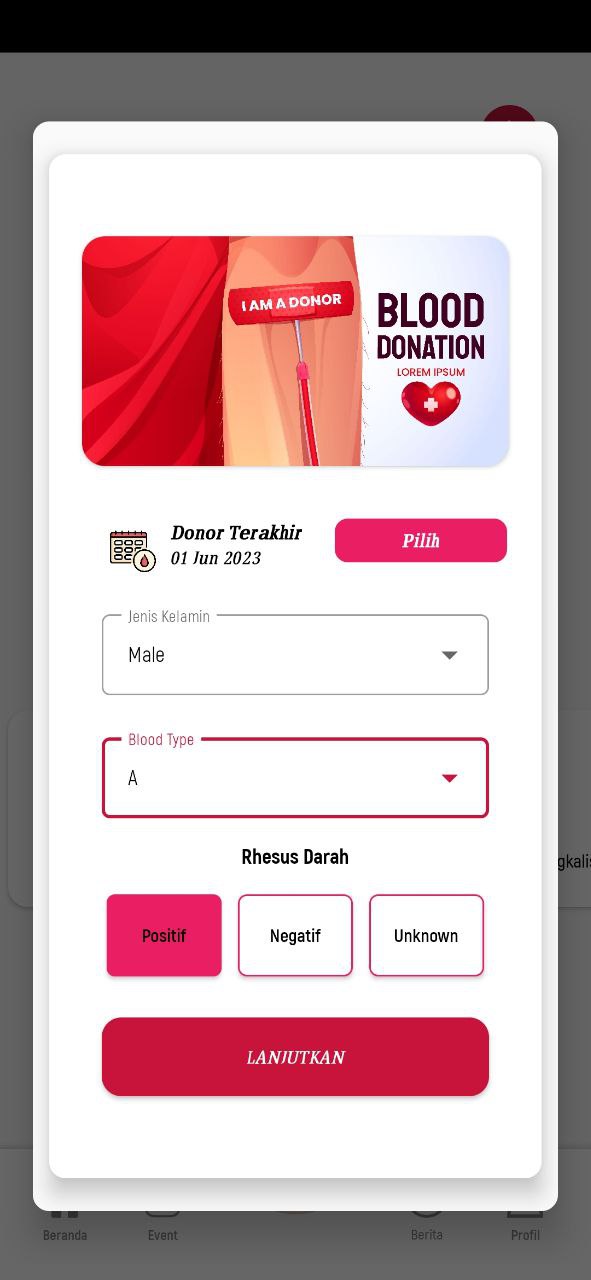 I AM A DONOR
BLOOD
DONATION
LOREM IPSUM
Donor Terakhir
01 Jun 2023
Pilih
Jenis Kelamin
Male
Blood Type
A
gkalis
Rhesus Darah
Positif
Negatif
Unknown
LANJUTKAN
Beranda
Event
Berita
Profil